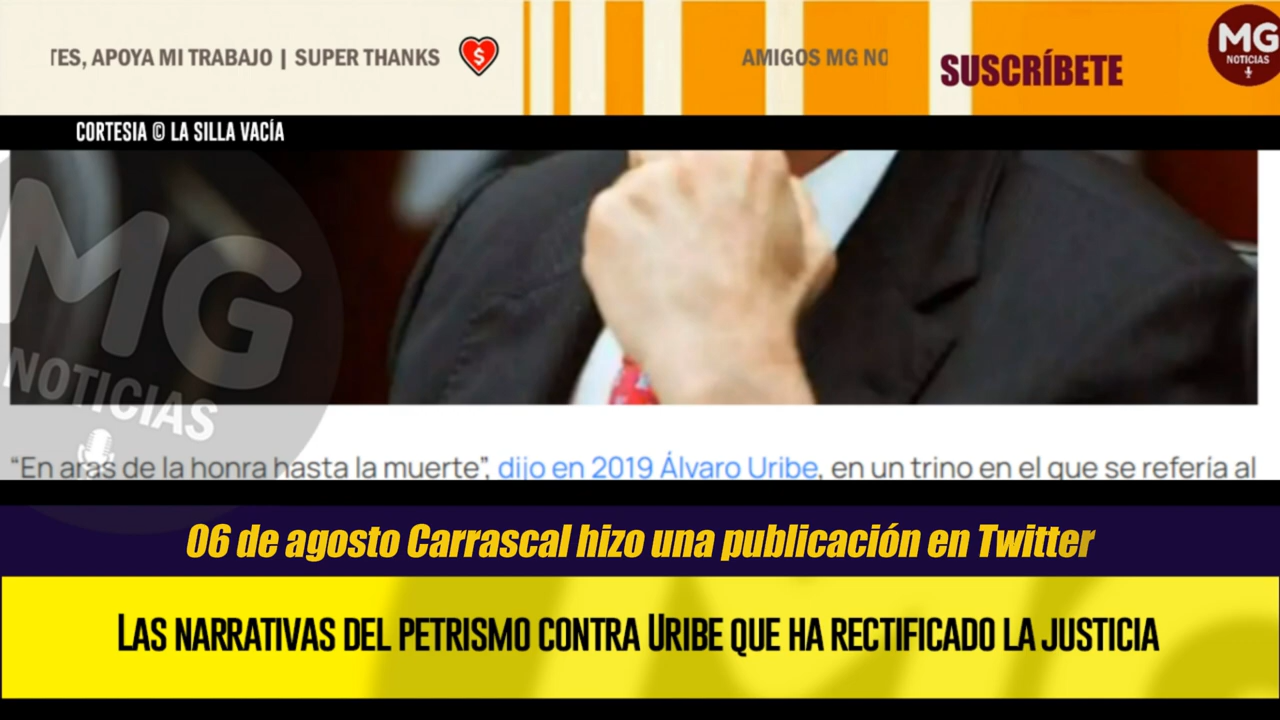 TES, APOYA MI TRABAJO | SUPER THANKS
AMIGOS MG NO
SUSCRÍBETE
MG
NOTICIAS
CORTESIA © LA SILLA VACÍA
MG
NOTICIAS
“En aras de la honra hasta la muerte”, dijo en 2019 Álvaro Uribe, en un trino en el que se refería al
06 de agosto Carrascal hizo una publicación en Twitter
LAS NARRATIVAS DEL PETRISMO CONTRA URIBE QUE HA RECTIFICADO LA JUSTICIA